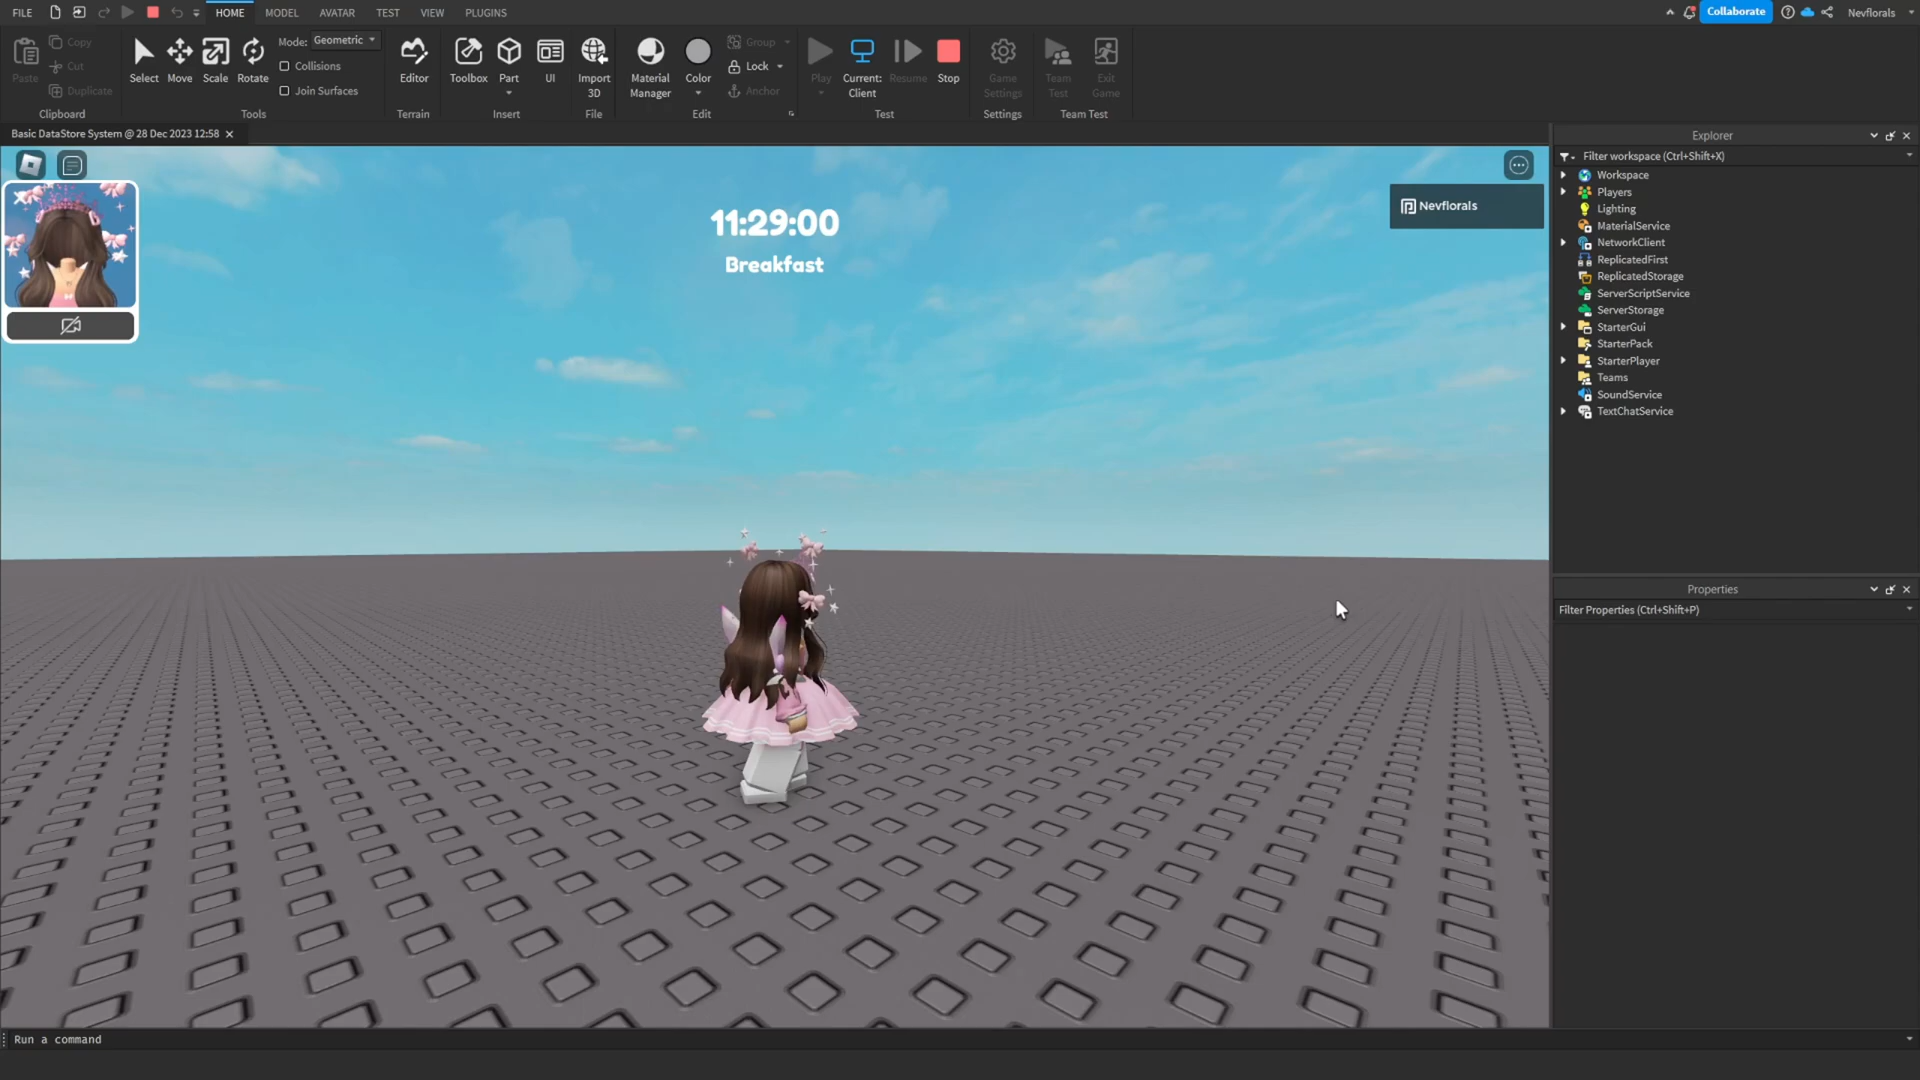 FILE
HOME
MODEL
AVATAR
TEST
VIEW
PLUGINS
Collaborate
Nevflorals
Paste
Copy
Cut
Duplicate
Clipboard
Select
Move
Scale
Rotate
Mode: Geometric
Collisions
Join Surfaces
Tools
Editor
Terrain
Toolbox
Part
UI
Insert
Import
3D
File
Material
Manager
Color
Group
Lock
Anchor
Edit
Play
Current:
Client
Resume
Stop
Test
Game
Settings
Settings
Team
Test
Exit
Game
Team Test
Basic DataStore System @ 28 Dec 2023 12:58
11:29:00
Breakfast
Nevflorals
Explorer
Filter workspace (Ctrl+Shift+X)
Workspace
Players
Lighting
MaterialService
NetworkClient
ReplicatedFirst
ReplicatedStorage
ServerScriptService
ServerStorage
StarterGui
StarterPack
StarterPlayer
Teams
SoundService
TextChatService
Properties
Filter Properties (Ctrl+Shift+P)
Run a command